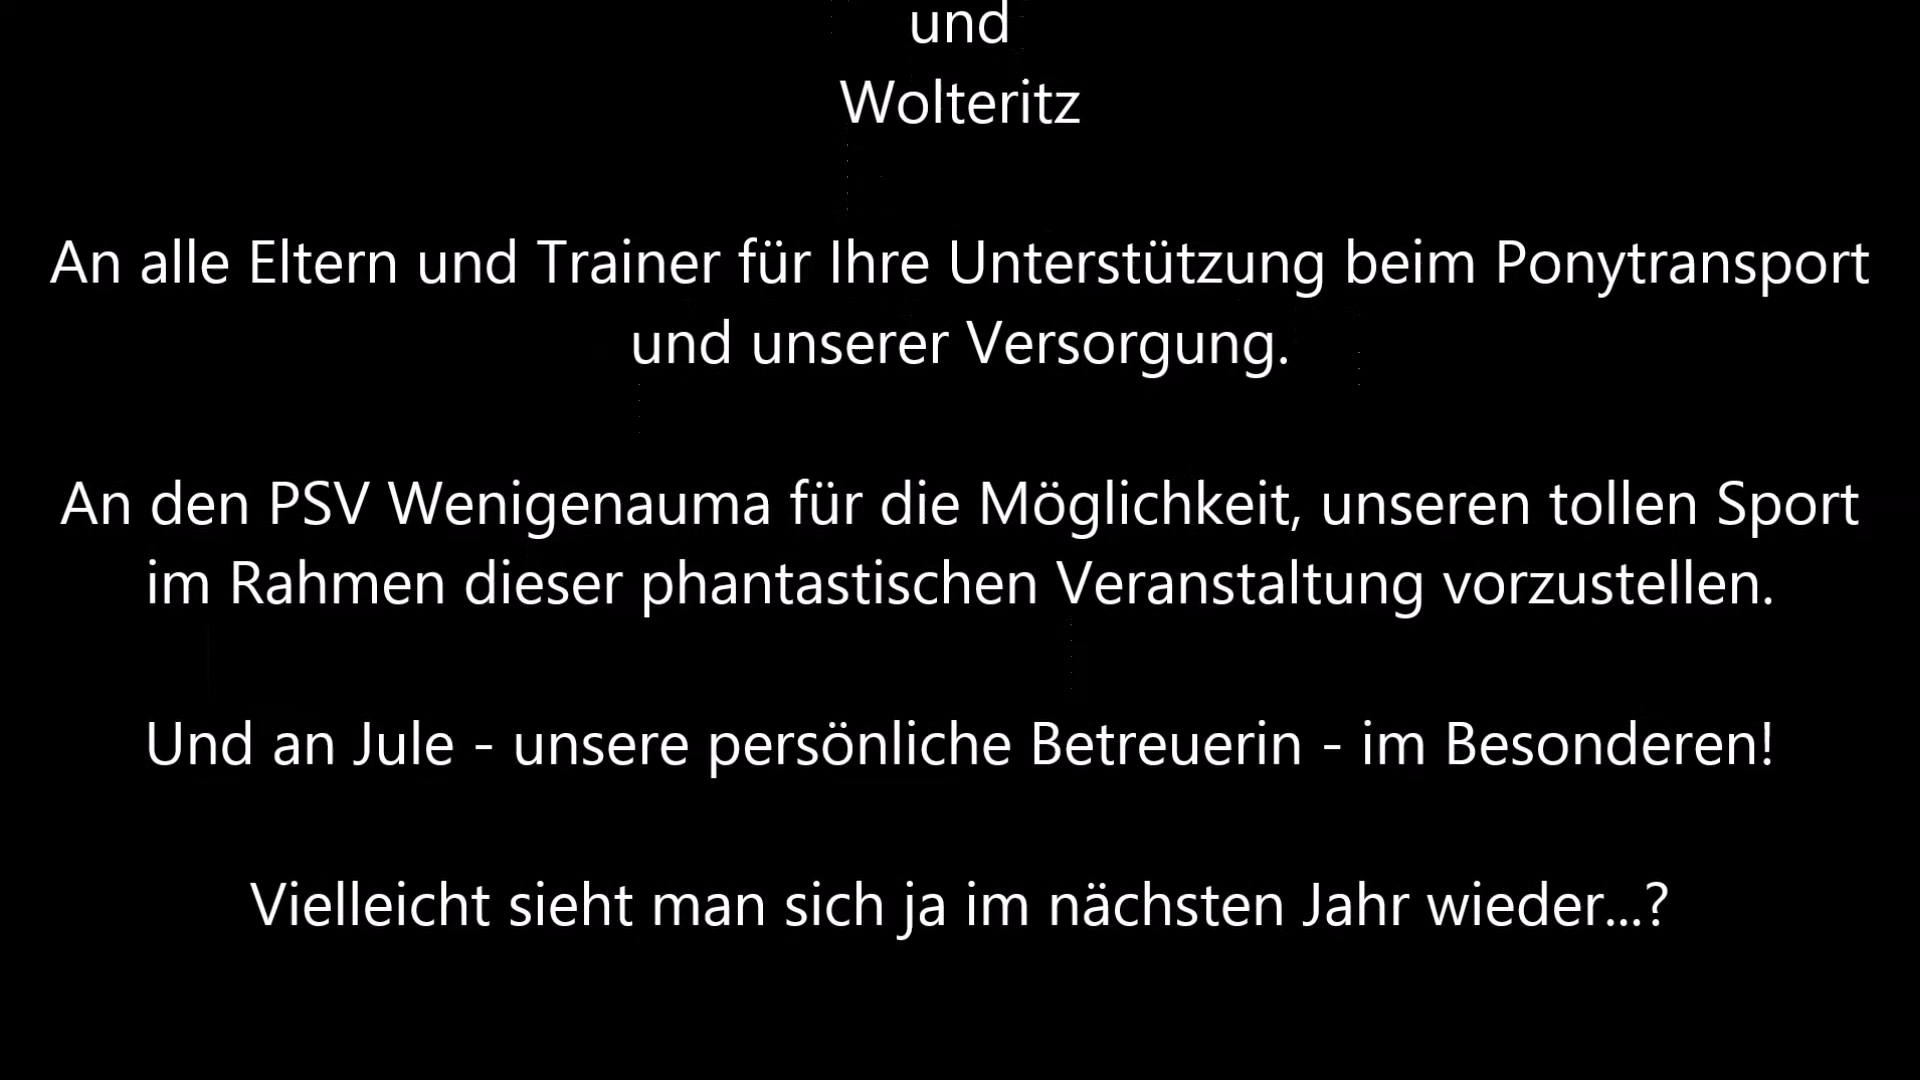 und
Wolteritz
An alle Eltern und Trainer für Ihre Unterstützung beim Ponytransport
und unserer Versorgung.
An den PSV Wenigenauma für die Möglichkeit, unseren tollen Sport
im Rahmen dieser phantastischen Veranstaltung vorzustellen.
Und an Jule - unsere persönliche Betreuerin - im Besonderen!
Vielleicht sieht man sich ja im nächsten Jahr wieder...?